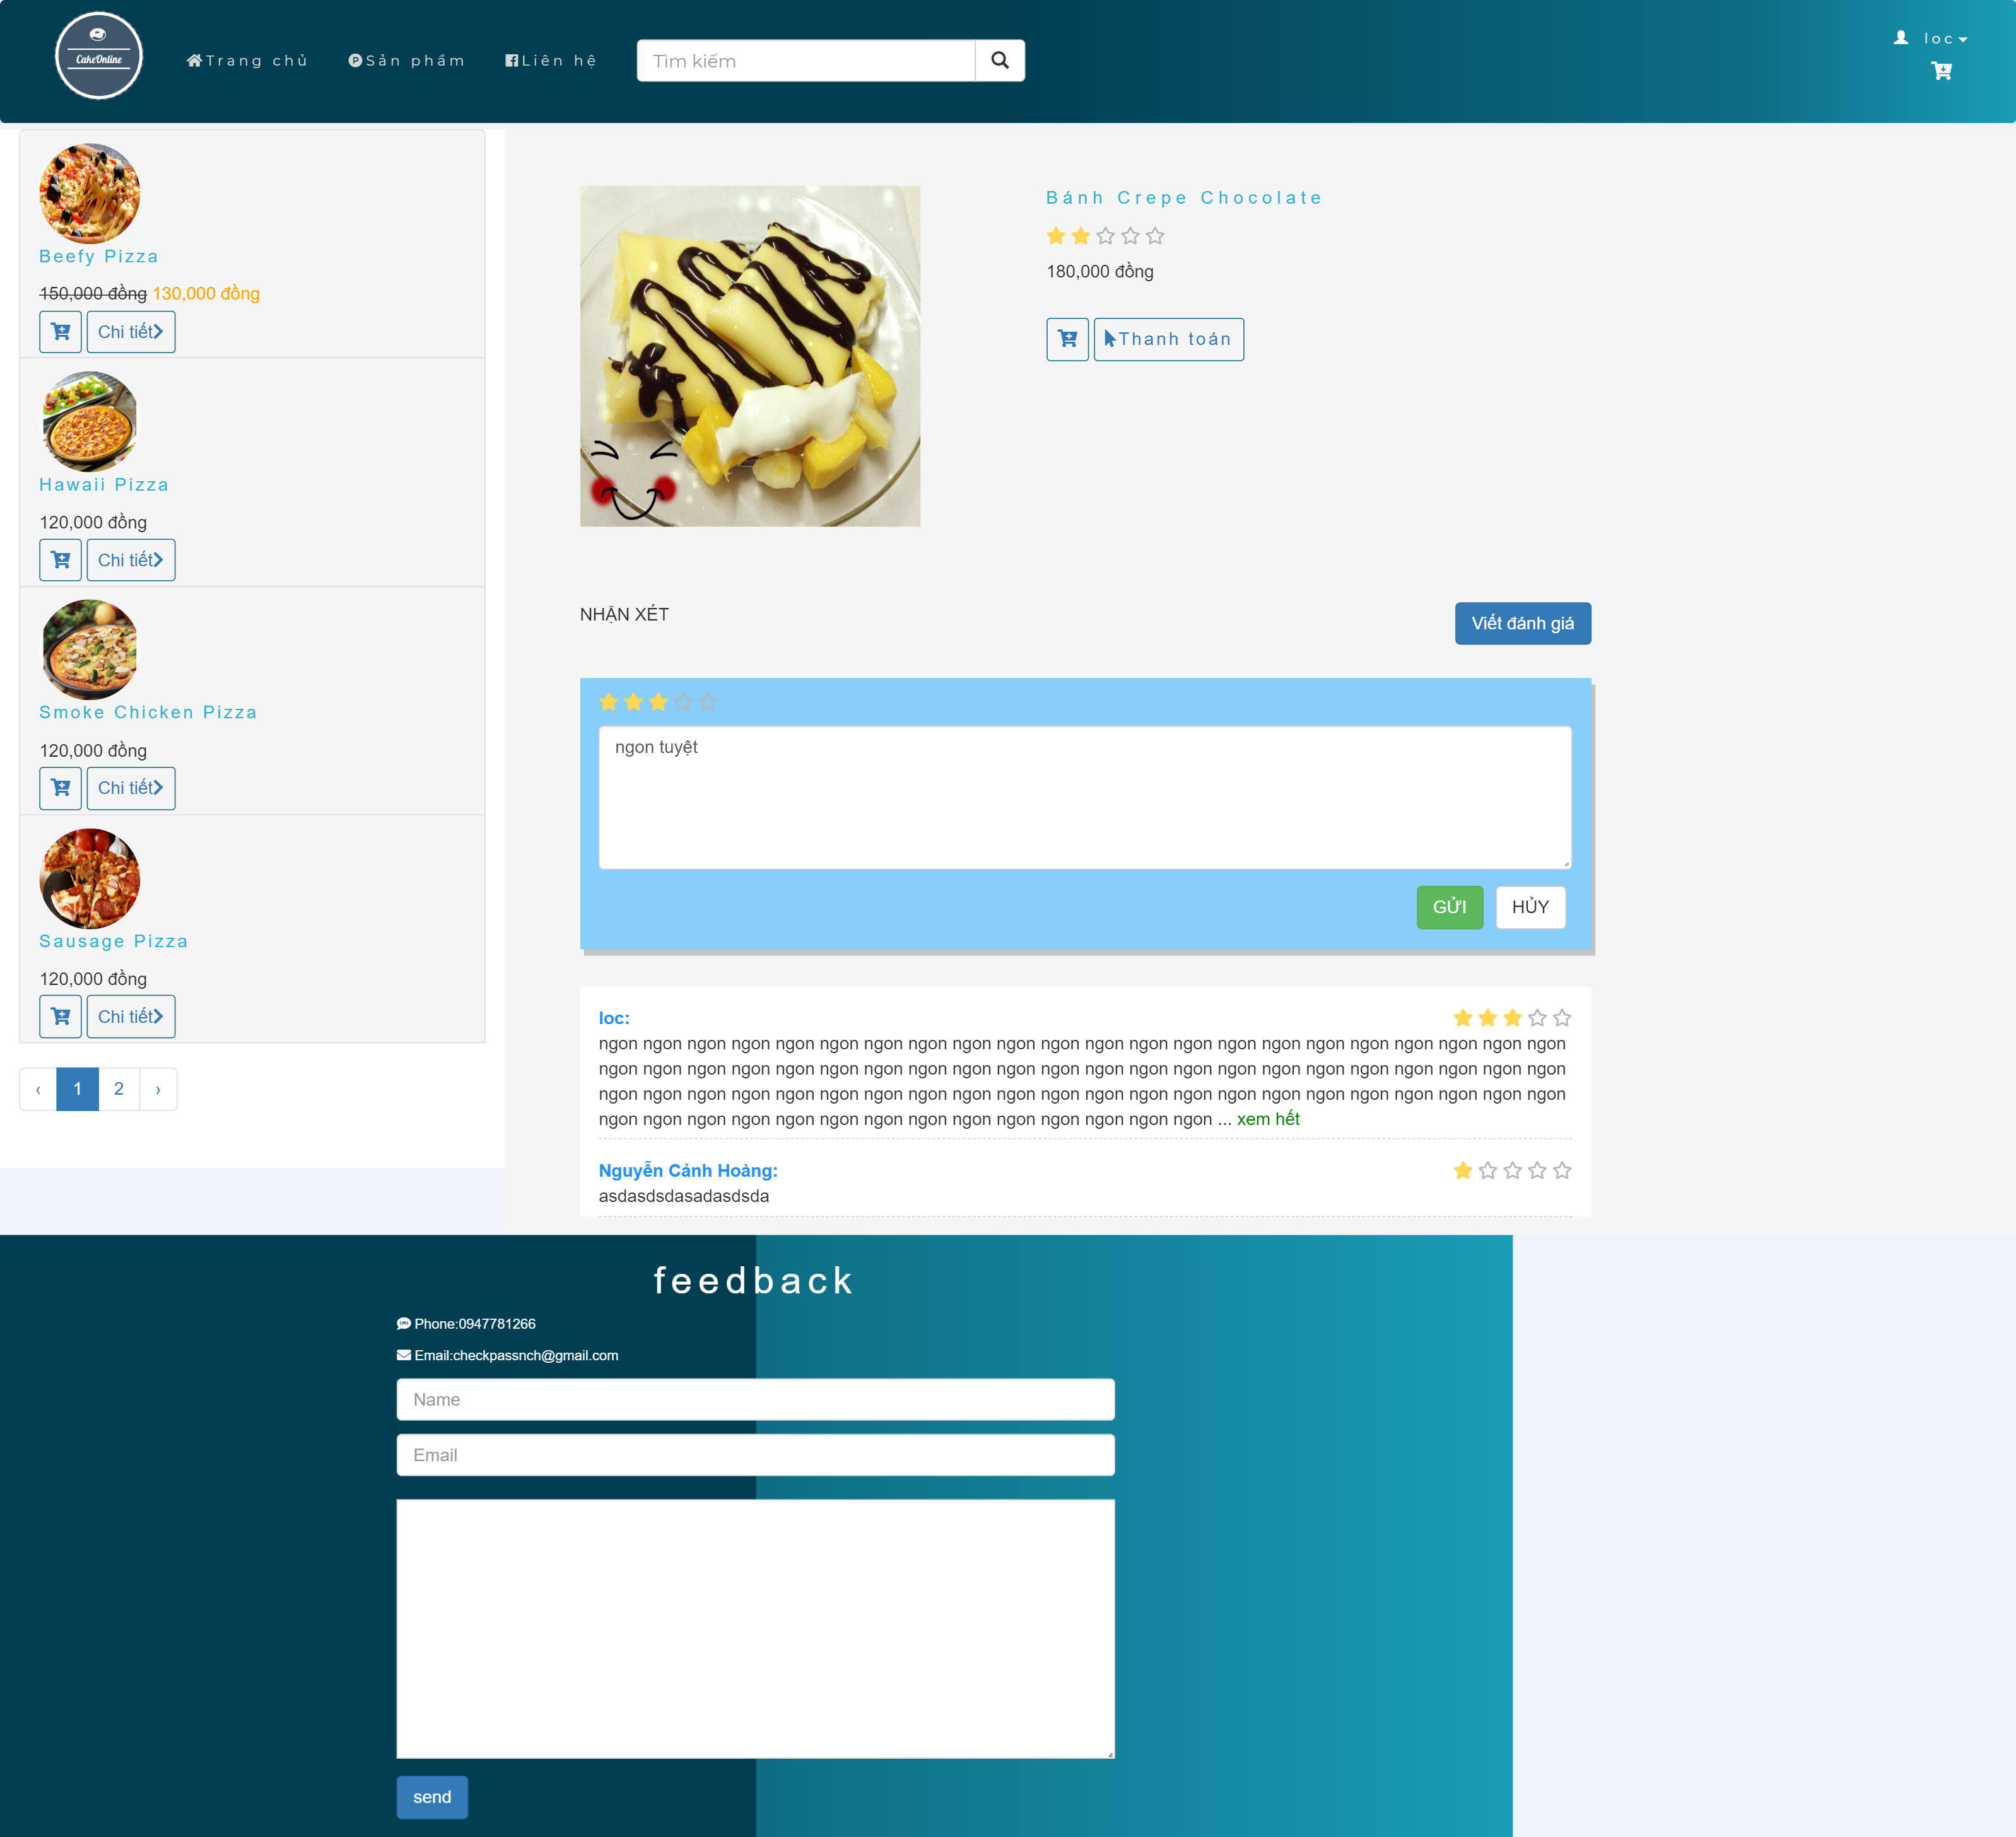 CakeOnline
Trang chủ
Sản phẩm
Liên hệ
Tìm kiếm
loc
Beefy Pizza
150,000 đồng 130,000 đồng
Chi tiết
Hawaii Pizza
120,000 đồng
Chi tiết
Smoke Chicken Pizza
120,000 đồng
Chi tiết
Sausage Pizza
120,000 đồng
Chi tiết
‹ 1 2 ›
Bánh Crepe Chocolate
180,000 đồng
Thanh toán
NHẬN XÉT
Viết đánh giá
ngon tuyệt
GỬI HỦY
loc:
ngon ngon ngon ngon ngon ngon ngon ngon ngon ngon ngon ngon ngon ngon ngon ngon ngon ngon ngon ngon ngon ngon
ngon ngon ngon ngon ngon ngon ngon ngon ngon ngon ngon ngon ngon ngon ngon ngon ngon ngon ngon ngon ngon ngon
ngon ngon ngon ngon ngon ngon ngon ngon ngon ngon ngon ngon ngon ngon ngon ngon ngon ngon ngon ngon ngon ngon
ngon ngon ngon ngon ngon ngon ngon ngon ngon ngon ngon ngon ngon ngon ... xem hết
Nguyễn Cảnh Hoàng:
asdasdsdasadasdsda
feedback
Phone:0947781266
Email:checkpassnch@gmail.com
Name
Email
send